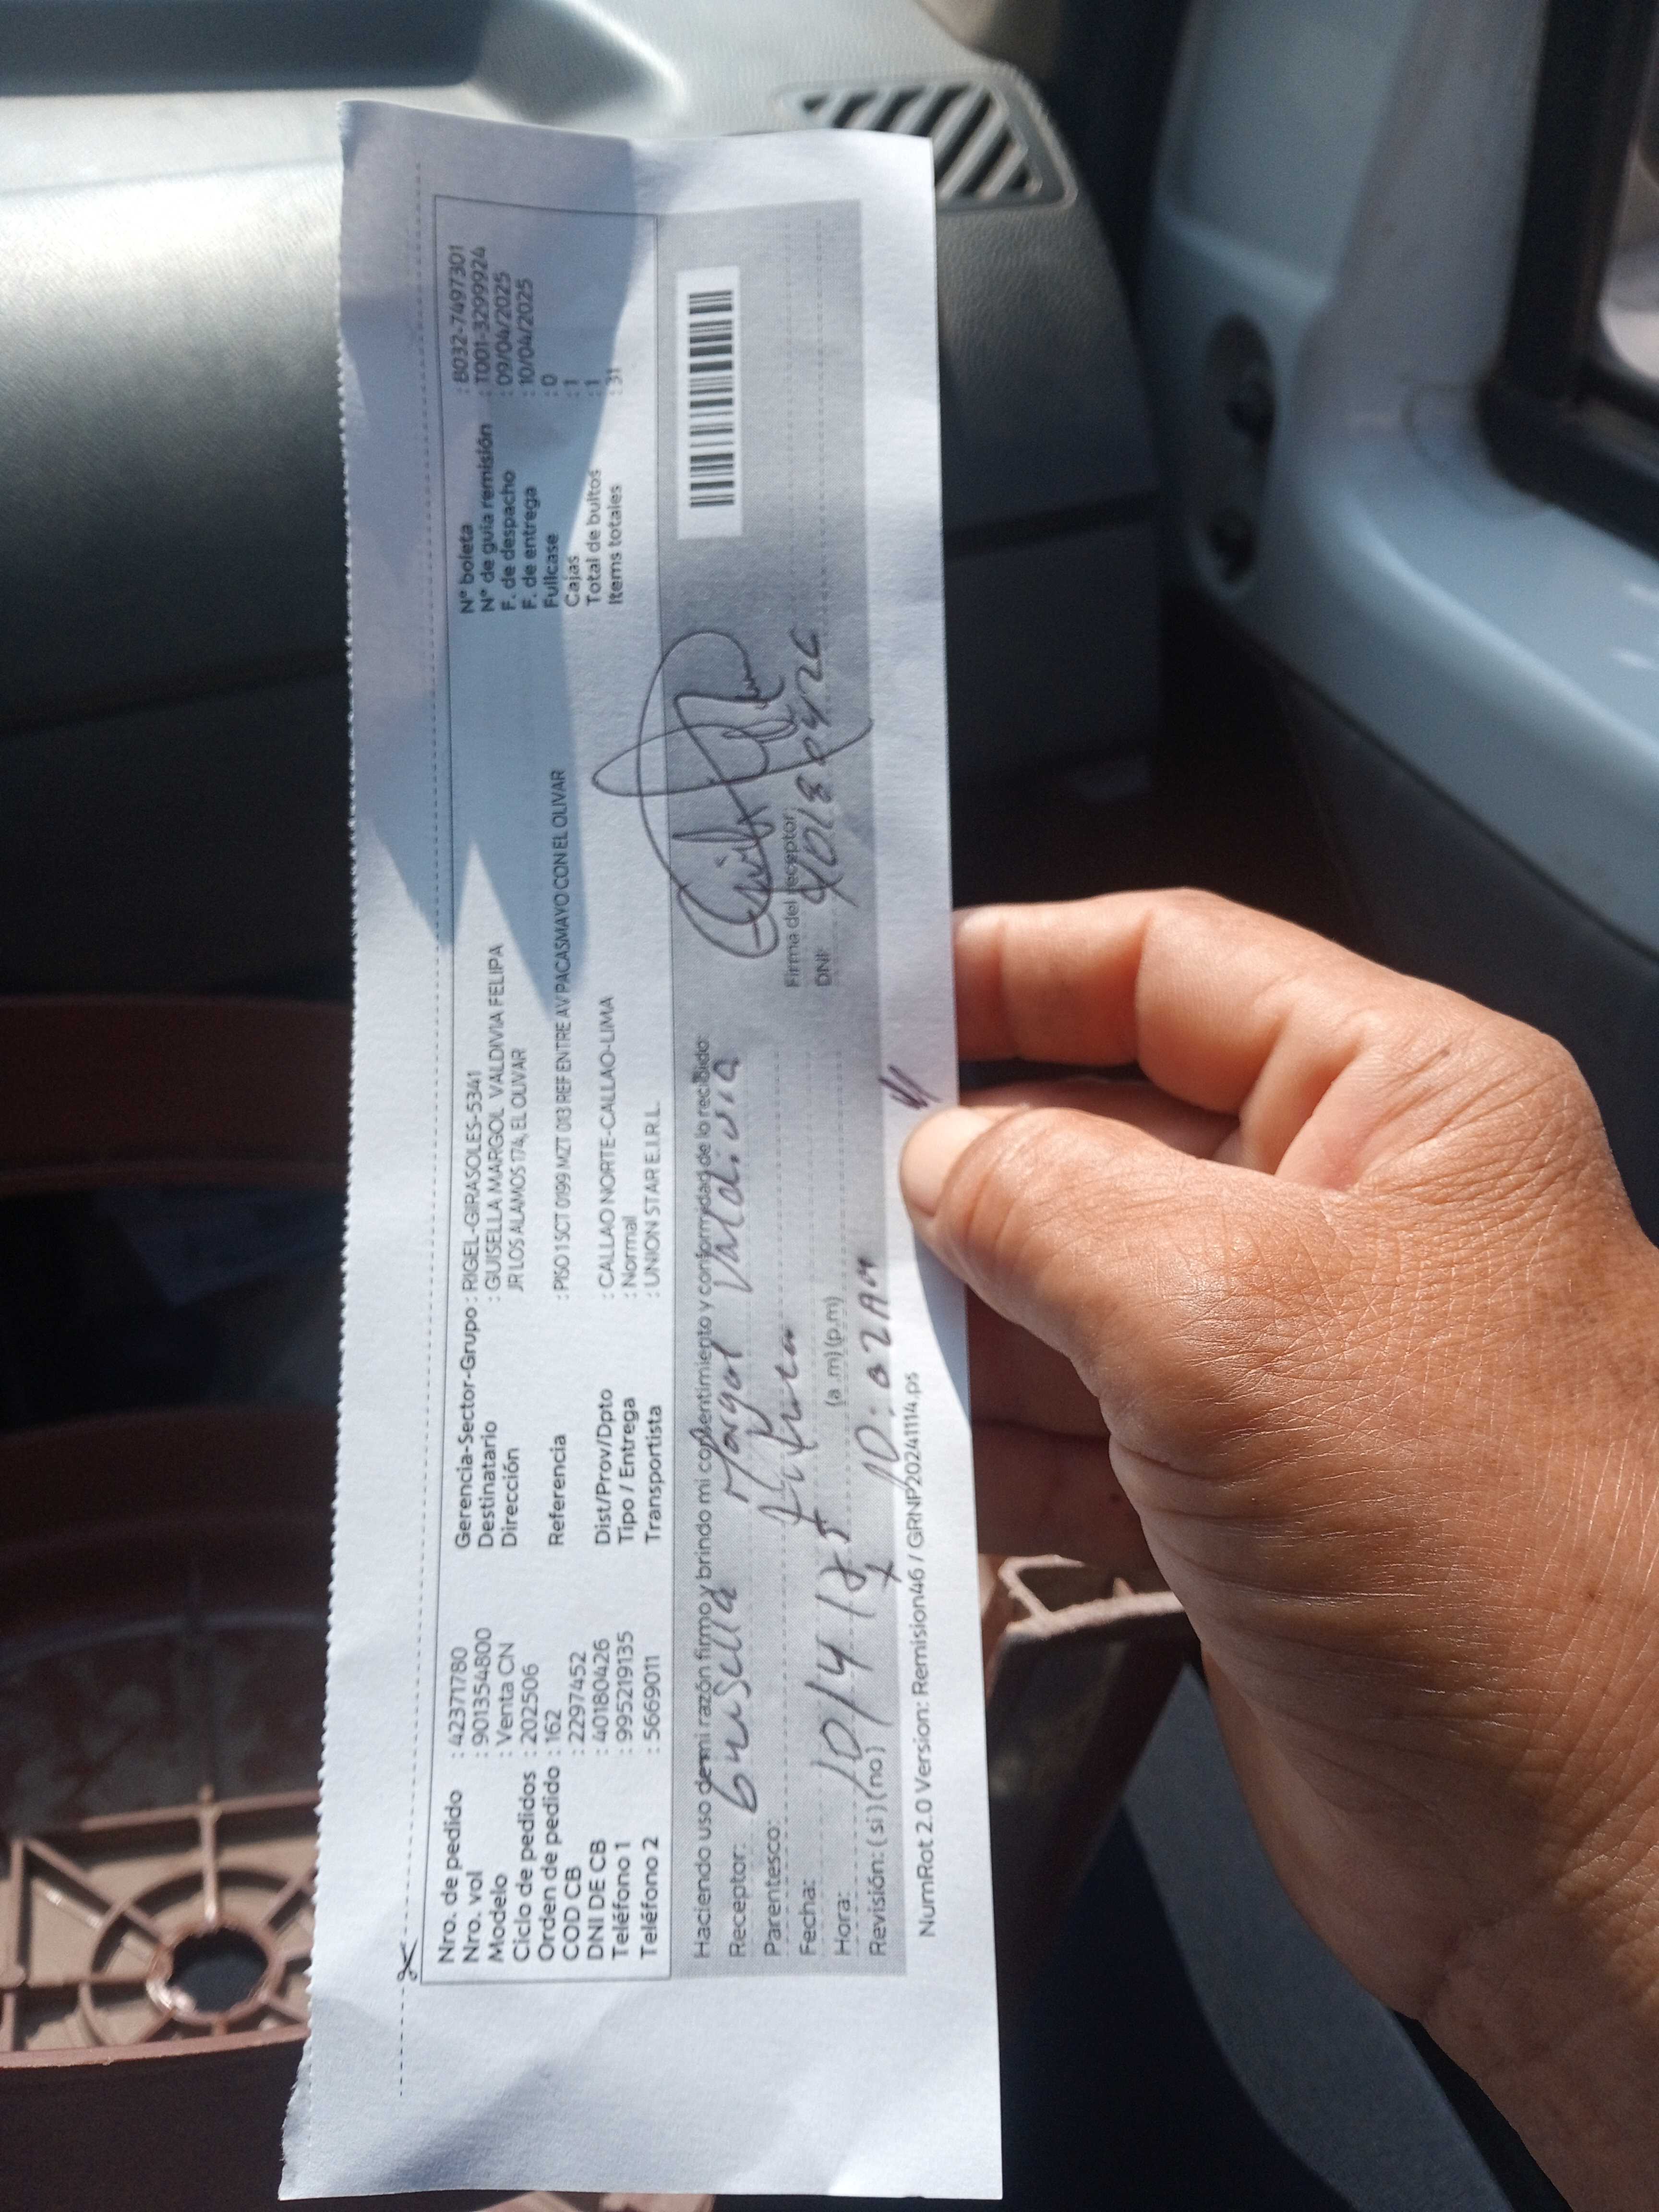 Nro. de pedido : 42371780
Nro. vol : 901354800
Modelo : Venta CN
Ciclo de pedidos : 202506
Orden de pedido : 162
COD CB : 2297452
DNI DE CB : 40180426
Teléfono 1 : 995219135
Teléfono 2 : 5669011
Gerencia-Sector-Grupo : RIGEL-GIRASOLES-5341
Destinatario : GUISELLA MARGOL VALDIVIA FELIPA
Dirección JR LOS ALAMOS 174, EL OLIVAR
Referencia : PISO 1 SCT 0199 MZT 013 REF ENTRE AV PACASMAYO CON EL OLIVAR
Dist/Prov/Dpto : CALLAO NORTE-CALLAO-LIMA
Tipo / Entrega : Normal
Transportista : UNION STAR E.I.R.L.
N° boleta : B032-7497301
N° de guía remisión : T001-3299924
F. de despacho : 09/04/2025
F. de entrega : 10/04/2025
Fullcase : 0
Cajas : 1
Total de bultos : 1
Items totales : 31
Haciendo uso de mi razón firmo y brindo mi consentimiento y conformidad de lo recibido:
Receptor: Guisella Margol Valdivia
Parentesco: titular
Fecha: 10/4/25
Hora: (a.m) (p.m)
10:02 AM
Revisión: (si) (no)
Firma del receptor:
DNI: 40180426
NumRot 2.0 Version: Remision46 / GRNP20241114.ps